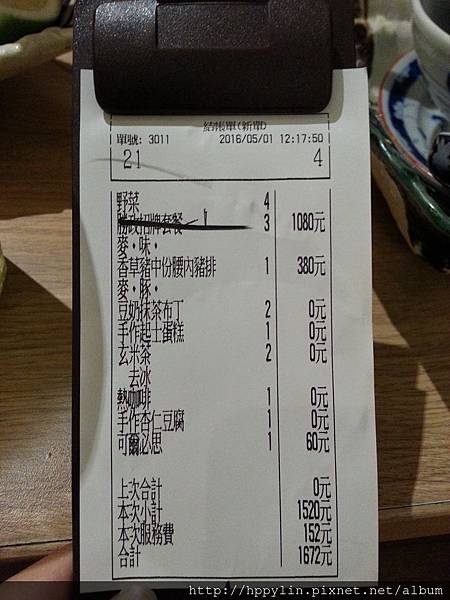 結帳單(新單)
單號: 3011 2016/05/01 12:17:50
21 4
野菜 4
勝政招牌套餐 3 1080元
麥·味·
香草豬中份腰內豬排 1 380元
麥·豚·
豆奶抹茶布丁 2 0元
手作起士蛋糕 1 0元
玄米茶 2 0元
去冰
熱咖啡 1 0元
手作杏仁豆腐 1 0元
可爾必思 1 60元
上次合計 0元
本次小計 1520元
本次服務費 152元
合計 1672元
http://hppylin.pixnet.net/album